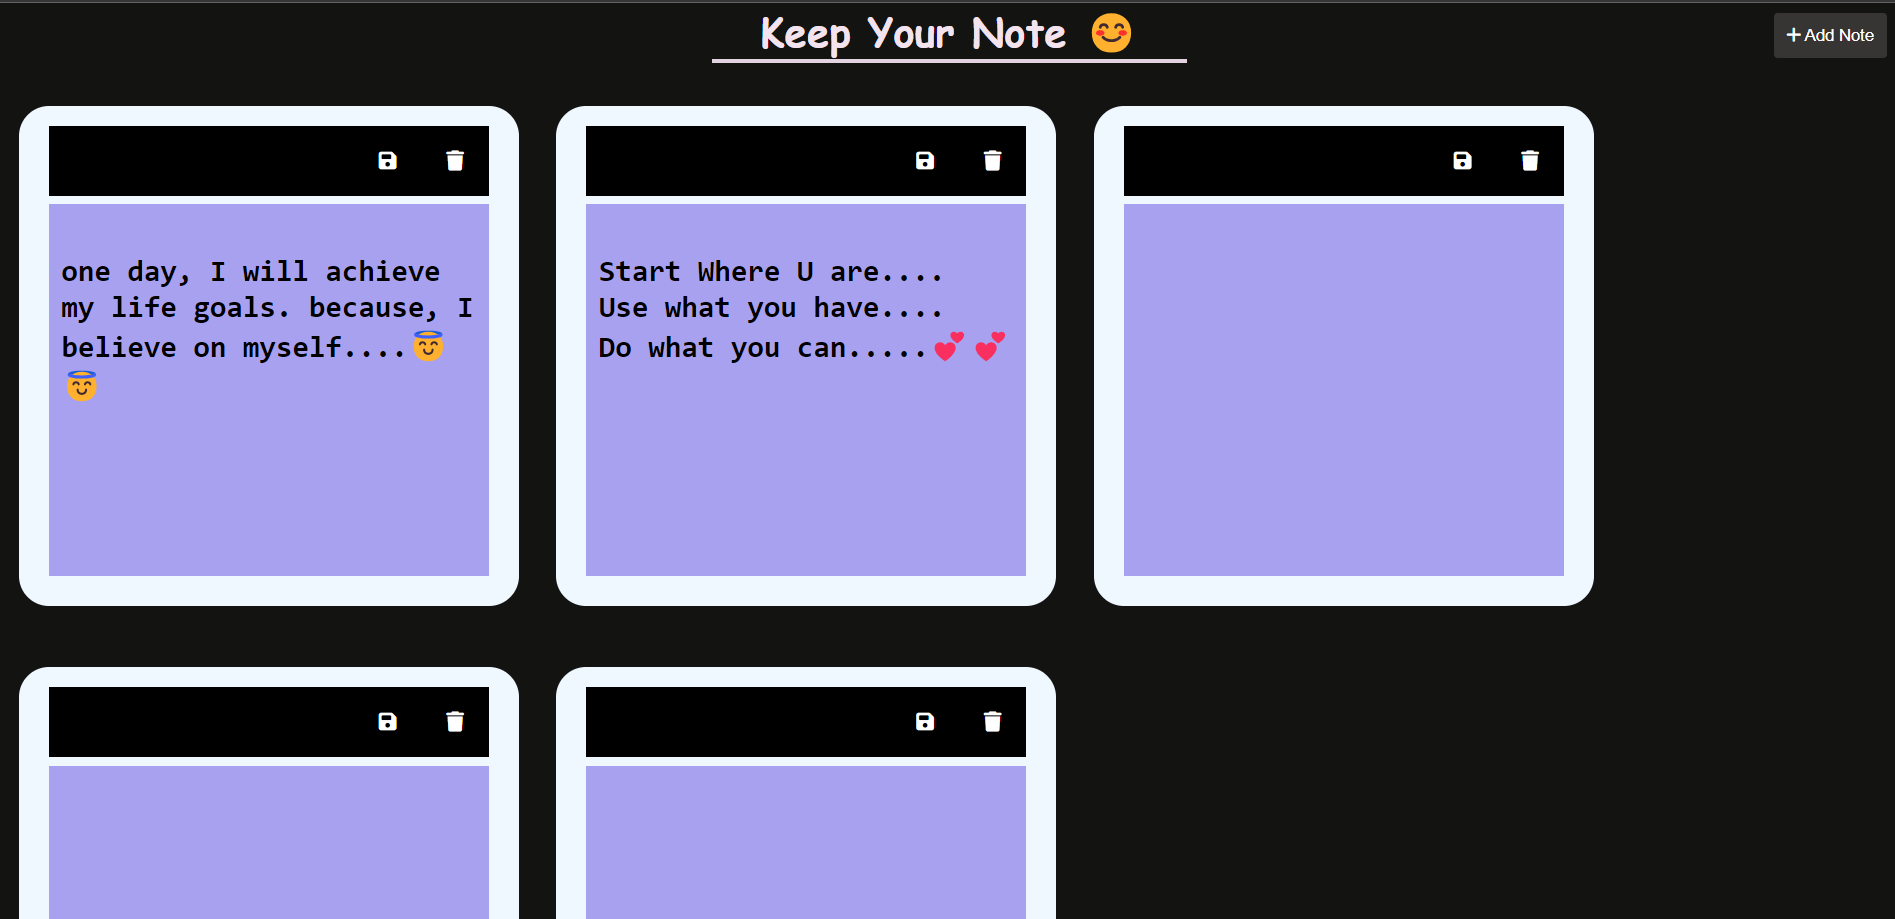 Keep Your Note 😊
Add Note
one day, I will achieve
my life goals. because, I
believe on myself....😇
😇
Start Where U are....
Use what you have....
Do what you can.....💕💕